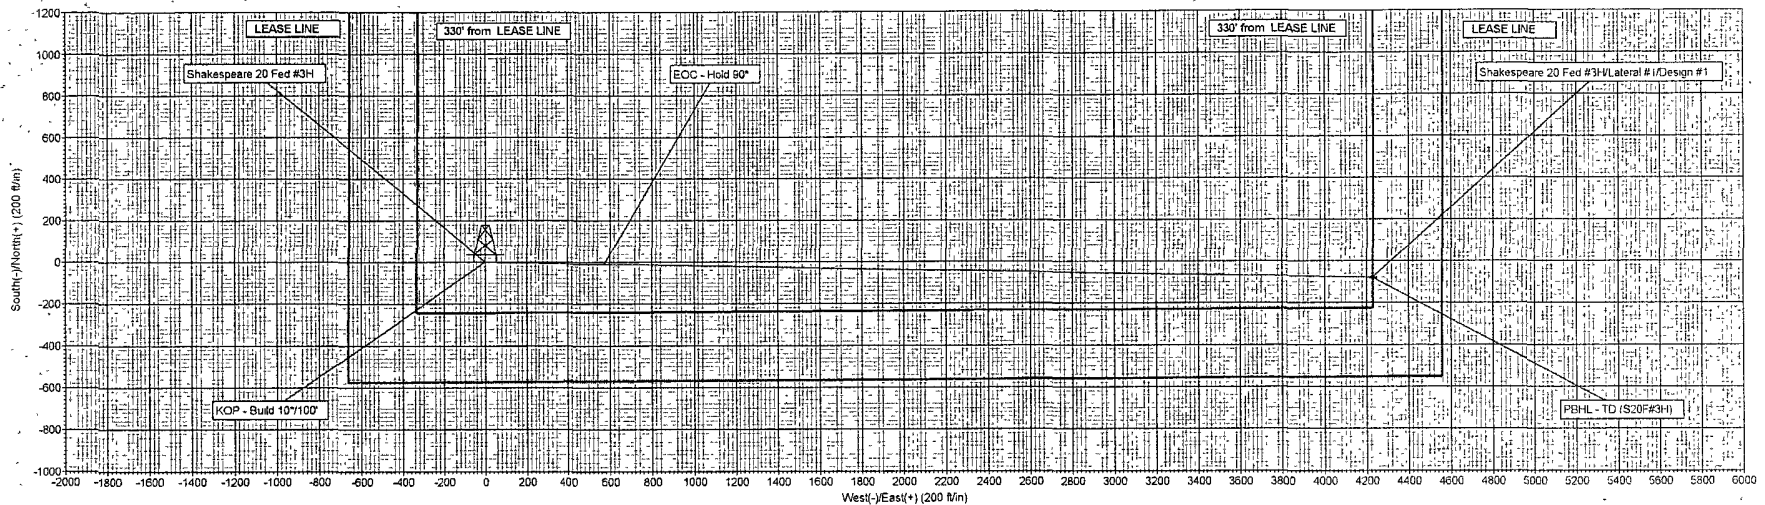 LEASE LINE
330' from LEASE LINE
330' from LEASE LINE
LEASE LINE
Shakespeare 20 Fed #3H
EOC - Hold 90°
Shakespeare 20 Fed #3H/Lateral #1/Design #1
KOP - Build 10°/100'
PBHL - TD (S20F#3H)
South(-)/North(+) (200 ft/in)
1200
1000
800
600
400
200
0
-200
-400
-600
-800
-1000
-2000 -1800 -1600 -1400 -1200 -1000 -800 -600 -400 -200 0 200 400 600 800 1000 1200 1400 1600 1800 2000 2200 2400 2600 2800 3000 3200 3400 3600 3800 4000 4200 4400 4600 4800 5000 5200 5400 5600 5800 6000
West(-)/East(+) (200 ft/in)